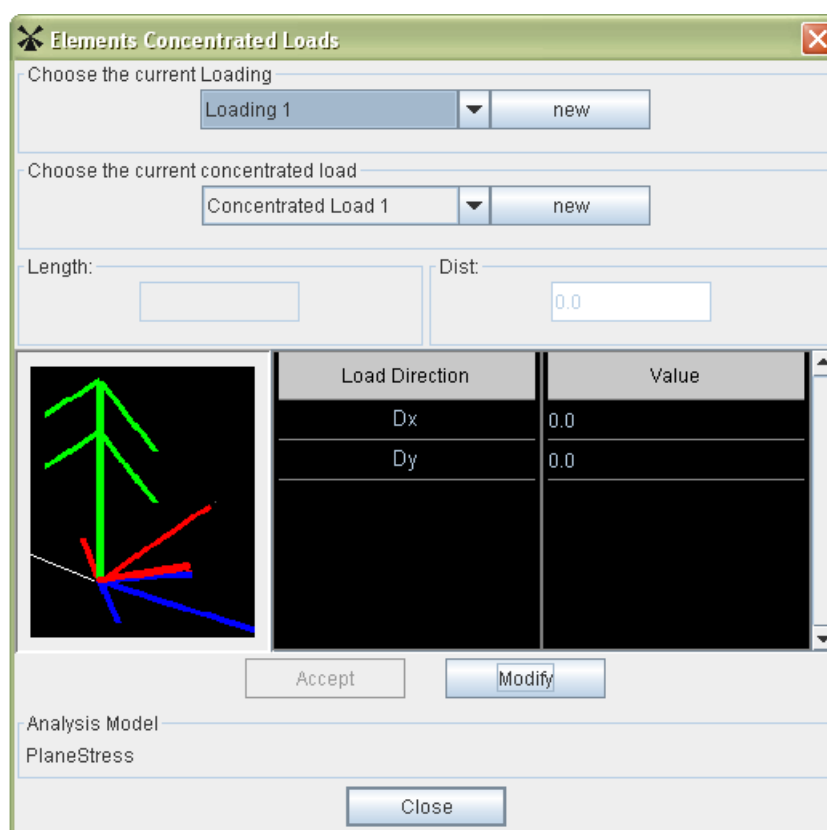 Elements Concentrated Loads
Choose the current Loading
Loading 1 new
Choose the current concentrated load
Concentrated Load 1 new
Length: Dist:
0.0
Load Direction Value
Dx 0.0
Dy 0.0
Accept Modify
Analysis Model
PlaneStress
Close